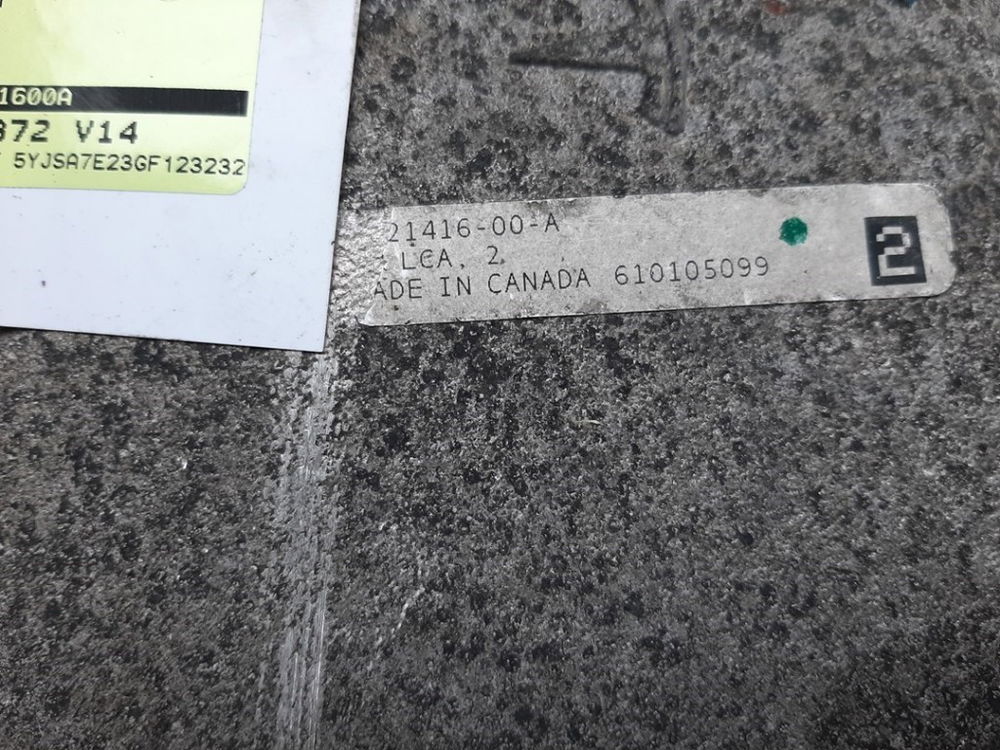 1600A
372 V14
5YJSA7E23GF123232
21416-00-A
LCA, 2
ADE IN CANADA 610105099
2